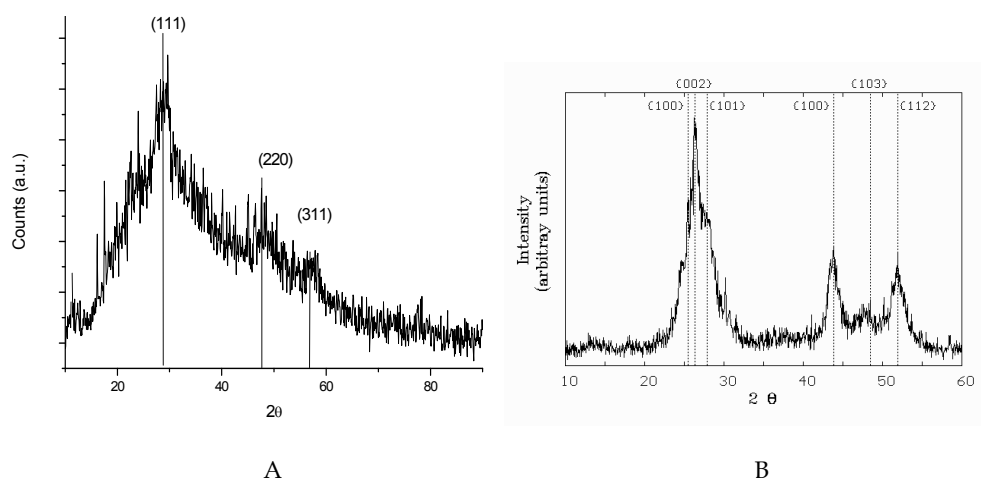 (111)
(220)
(311)
Counts (a.u.)
20
40
60
80
2θ
A
(002)
(103)
(100)
(101)
(100)
(112)
Intensity
(arbitray units)
10
20
30
40
50
60
2 θ
B